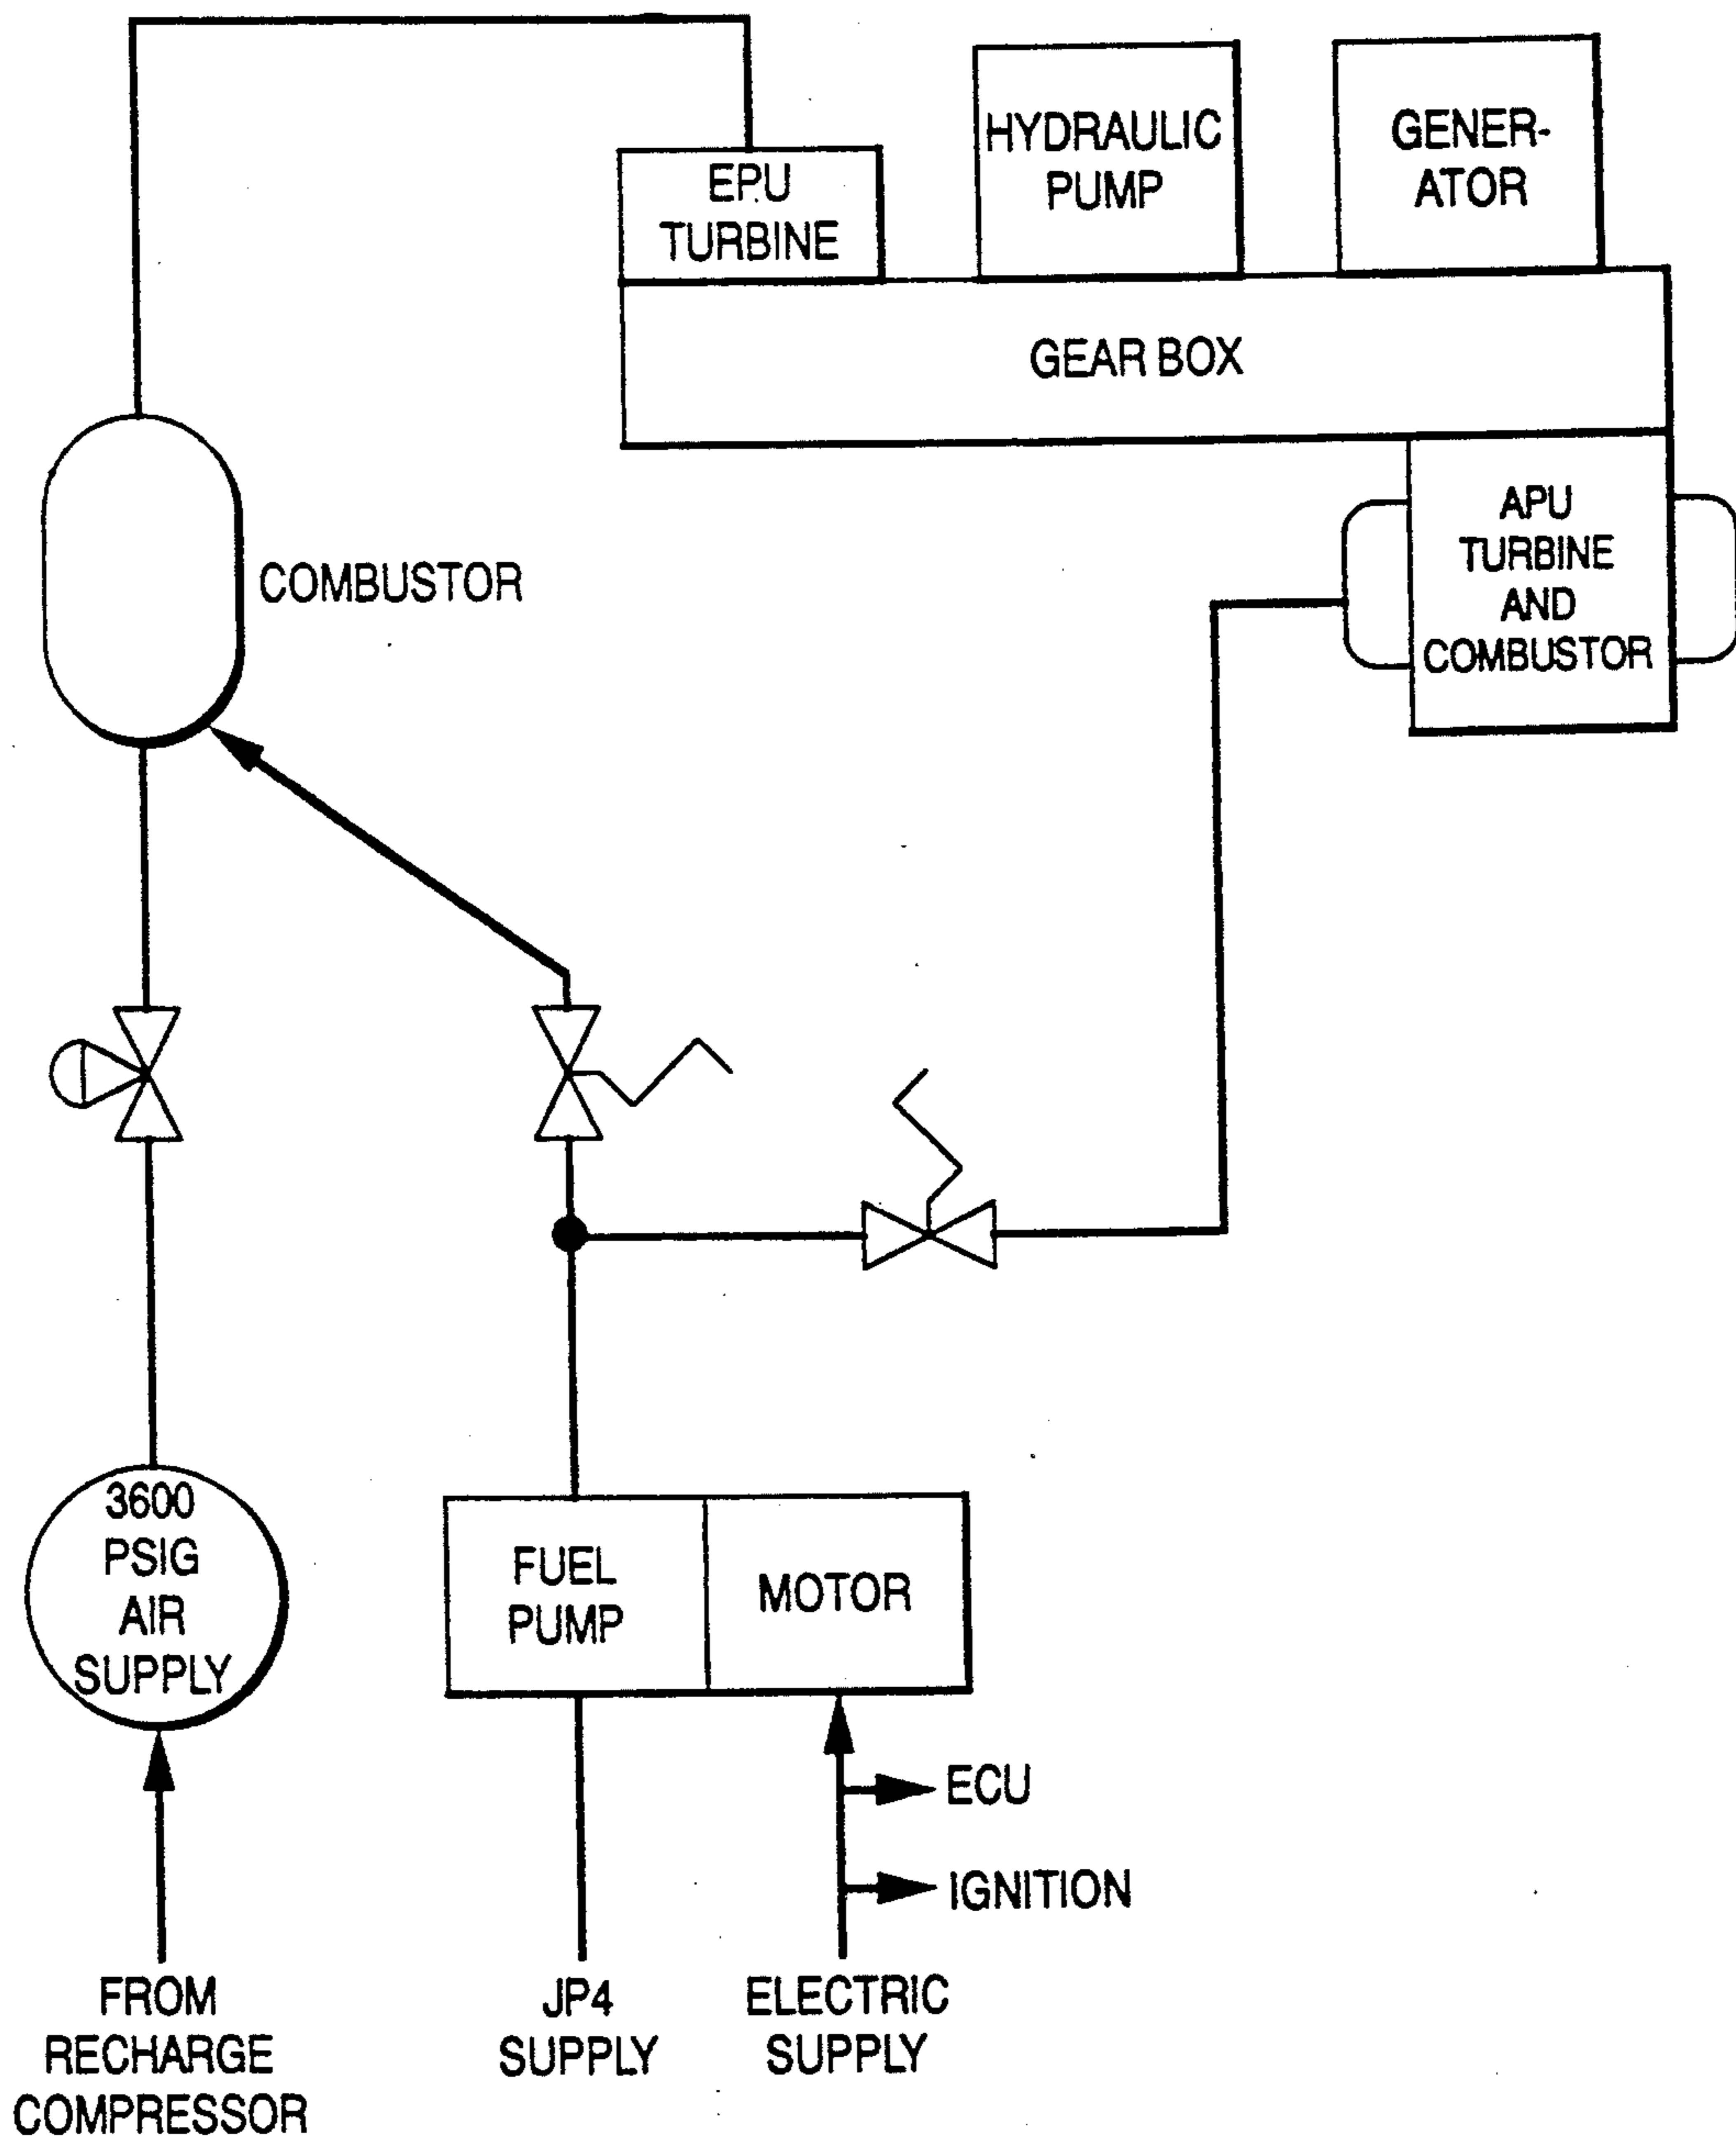 EPU
TURBINE
HYDRAULIC
PUMP
GENER-
ATOR
GEAR BOX
APU
TURBINE
AND
COMBUSTOR
COMBUSTOR
3600
PSIG
AIR
SUPPLY
FUEL
PUMP
MOTOR
ECU
IGNITION
FROM
RECHARGE
COMPRESSOR
JP4
SUPPLY
ELECTRIC
SUPPLY